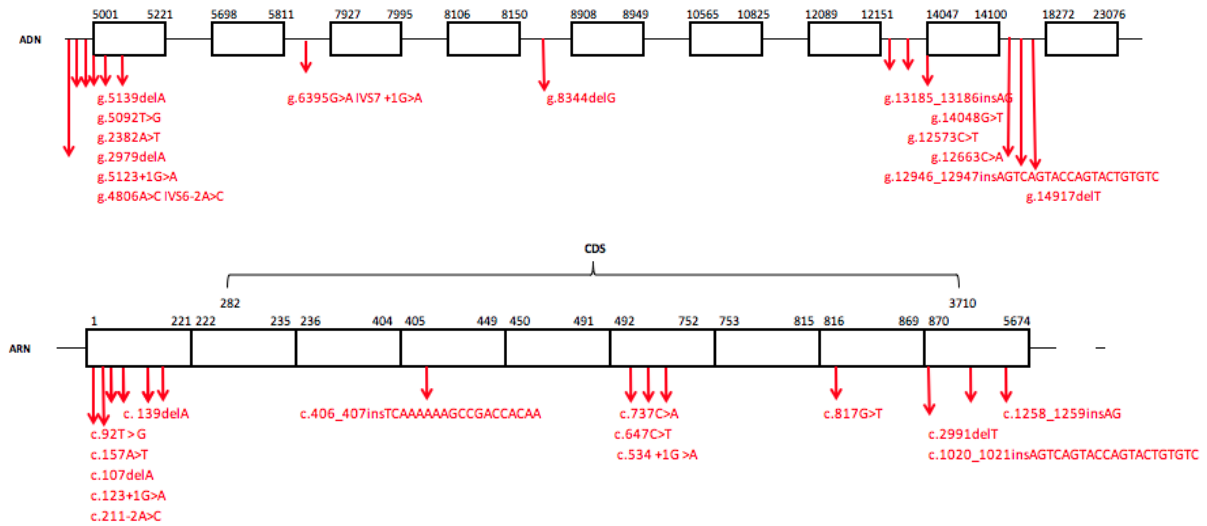 5001 5221 5698 5811 7927 7995 8106 8150 8908 8949 10565 10825 12089 12151 14047 14100 18272 23076
ADN
g.5139delA g.6395G>A IVS7 +1G>A g.8344delG g.13185_13186insAG
g.5092T>G g.14048G>T
g.2382A>T g.12573C>T
g.2979delA g.12663C>A
g.5123+1G>A g.12946_12947insAGTCAGTACCAGTACTGTGTC
g.4806A>C IVS6-2A>C g.14917delT
CDS
282 3710
1 221 222 235 236 404 405 449 450 491 492 752 753 815 816 869 870 5674
ARN
c. 139delA c.406_407insTCAAAAAAGCCGACCACAA c.737C>A c.817G>T c.1258_1259insAG
c.92T > G c.647C>T c.2991delT
c.157A>T c.534 +1G >A c.1020_1021insAGTCAGTACCAGTACTGTGTC
c.107delA
c.123+1G>A
c.211-2A>C